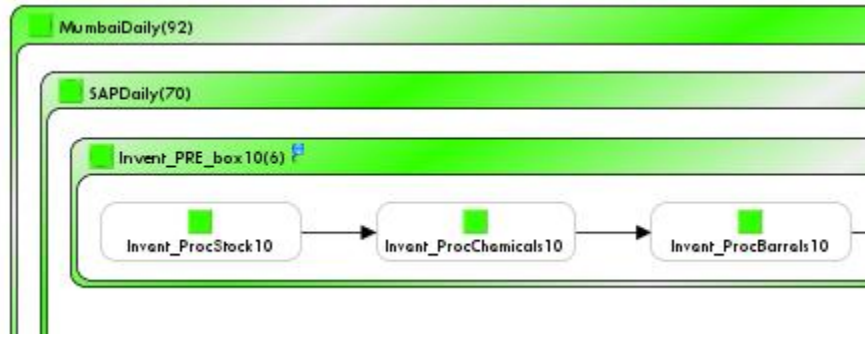 MumbaiDaily(92)
SAPDaily(70)
Invent_PRE_box10(6)
Invent_ProcStock10 Invent_ProcChemicals10 Invent_ProcBarrels10